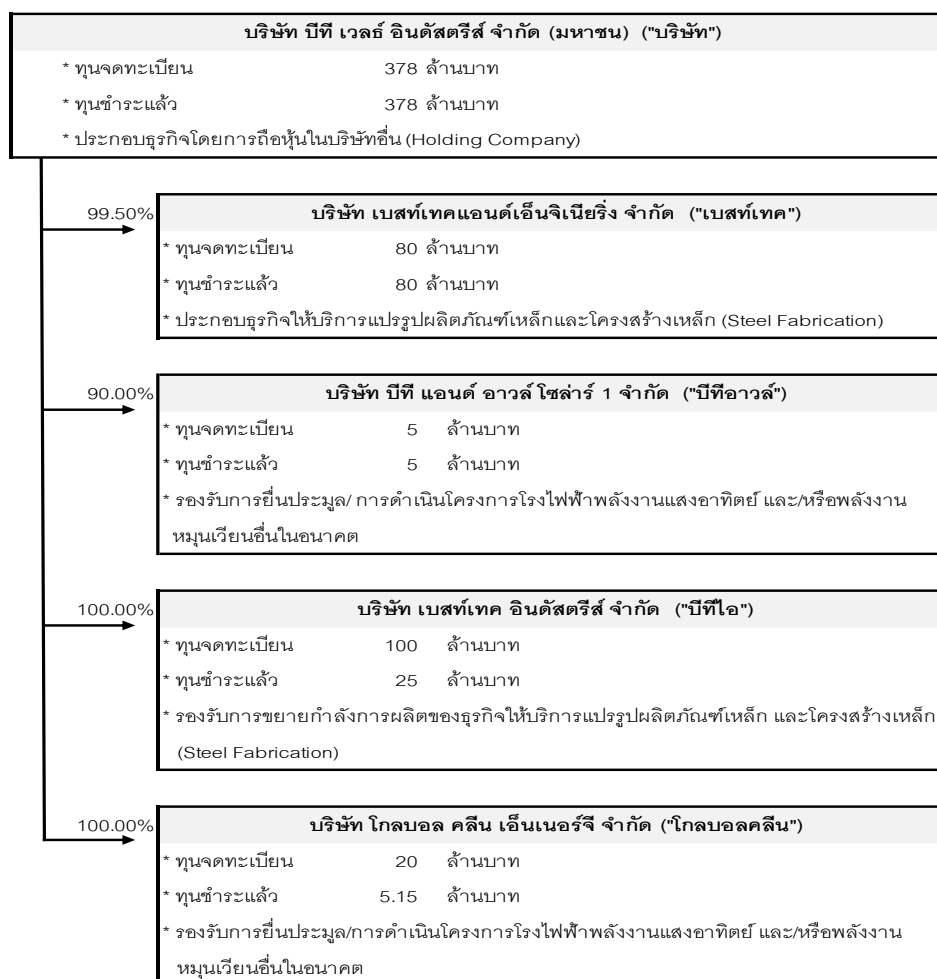 บริษัท บีที เวลธ์ อินดัสตรีส์ จำกัด (มหาชน) ("บริษัท")
* ทุนจดทะเบียน 378 ล้านบาท
* ทุนชำระแล้ว 378 ล้านบาท
* ประกอบธุรกิจโดยการถือหุ้นในบริษัทอื่น (Holding Company)
99.50% บริษัท เบสท์เทคแอนด์เอ็นจิเนียริ่ง จำกัด ("เบสท์เทค")
* ทุนจดทะเบียน 80 ล้านบาท
* ทุนชำระแล้ว 80 ล้านบาท
* ประกอบธุรกิจให้บริการแปรรูปผลิตภัณฑ์เหล็กและโครงสร้างเหล็ก (Steel Fabrication)
90.00% บริษัท บีที แอนด์ อาวล์ โซล่าร์ 1 จำกัด ("บีทีอาวล์")
* ทุนจดทะเบียน 5 ล้านบาท
* ทุนชำระแล้ว 5 ล้านบาท
* รองรับการยื่นประมูล/ การดำเนินโครงการโรงไฟฟ้าพลังงานแสงอาทิตย์ และ/หรือพลังงาน
หมุนเวียนอื่นในอนาคต
100.00% บริษัท เบสท์เทค อินดัสตรีส์ จำกัด ("บีทีไอ")
* ทุนจดทะเบียน 100 ล้านบาท
* ทุนชำระแล้ว 25 ล้านบาท
* รองรับการขยายกำลังการผลิตของธุรกิจให้บริการแปรรูปผลิตภัณฑ์เหล็ก และโครงสร้างเหล็ก
(Steel Fabrication)
100.00% บริษัท โกลบอล คลีน เอ็นเนอร์จี จำกัด ("โกลบอลคลีน")
* ทุนจดทะเบียน 20 ล้านบาท
* ทุนชำระแล้ว 5.15 ล้านบาท
* รองรับการยื่นประมูล/การดำเนินโครงการโรงไฟฟ้าพลังงานแสงอาทิตย์ และ/หรือพลังงาน
หมุนเวียนอื่นในอนาคต